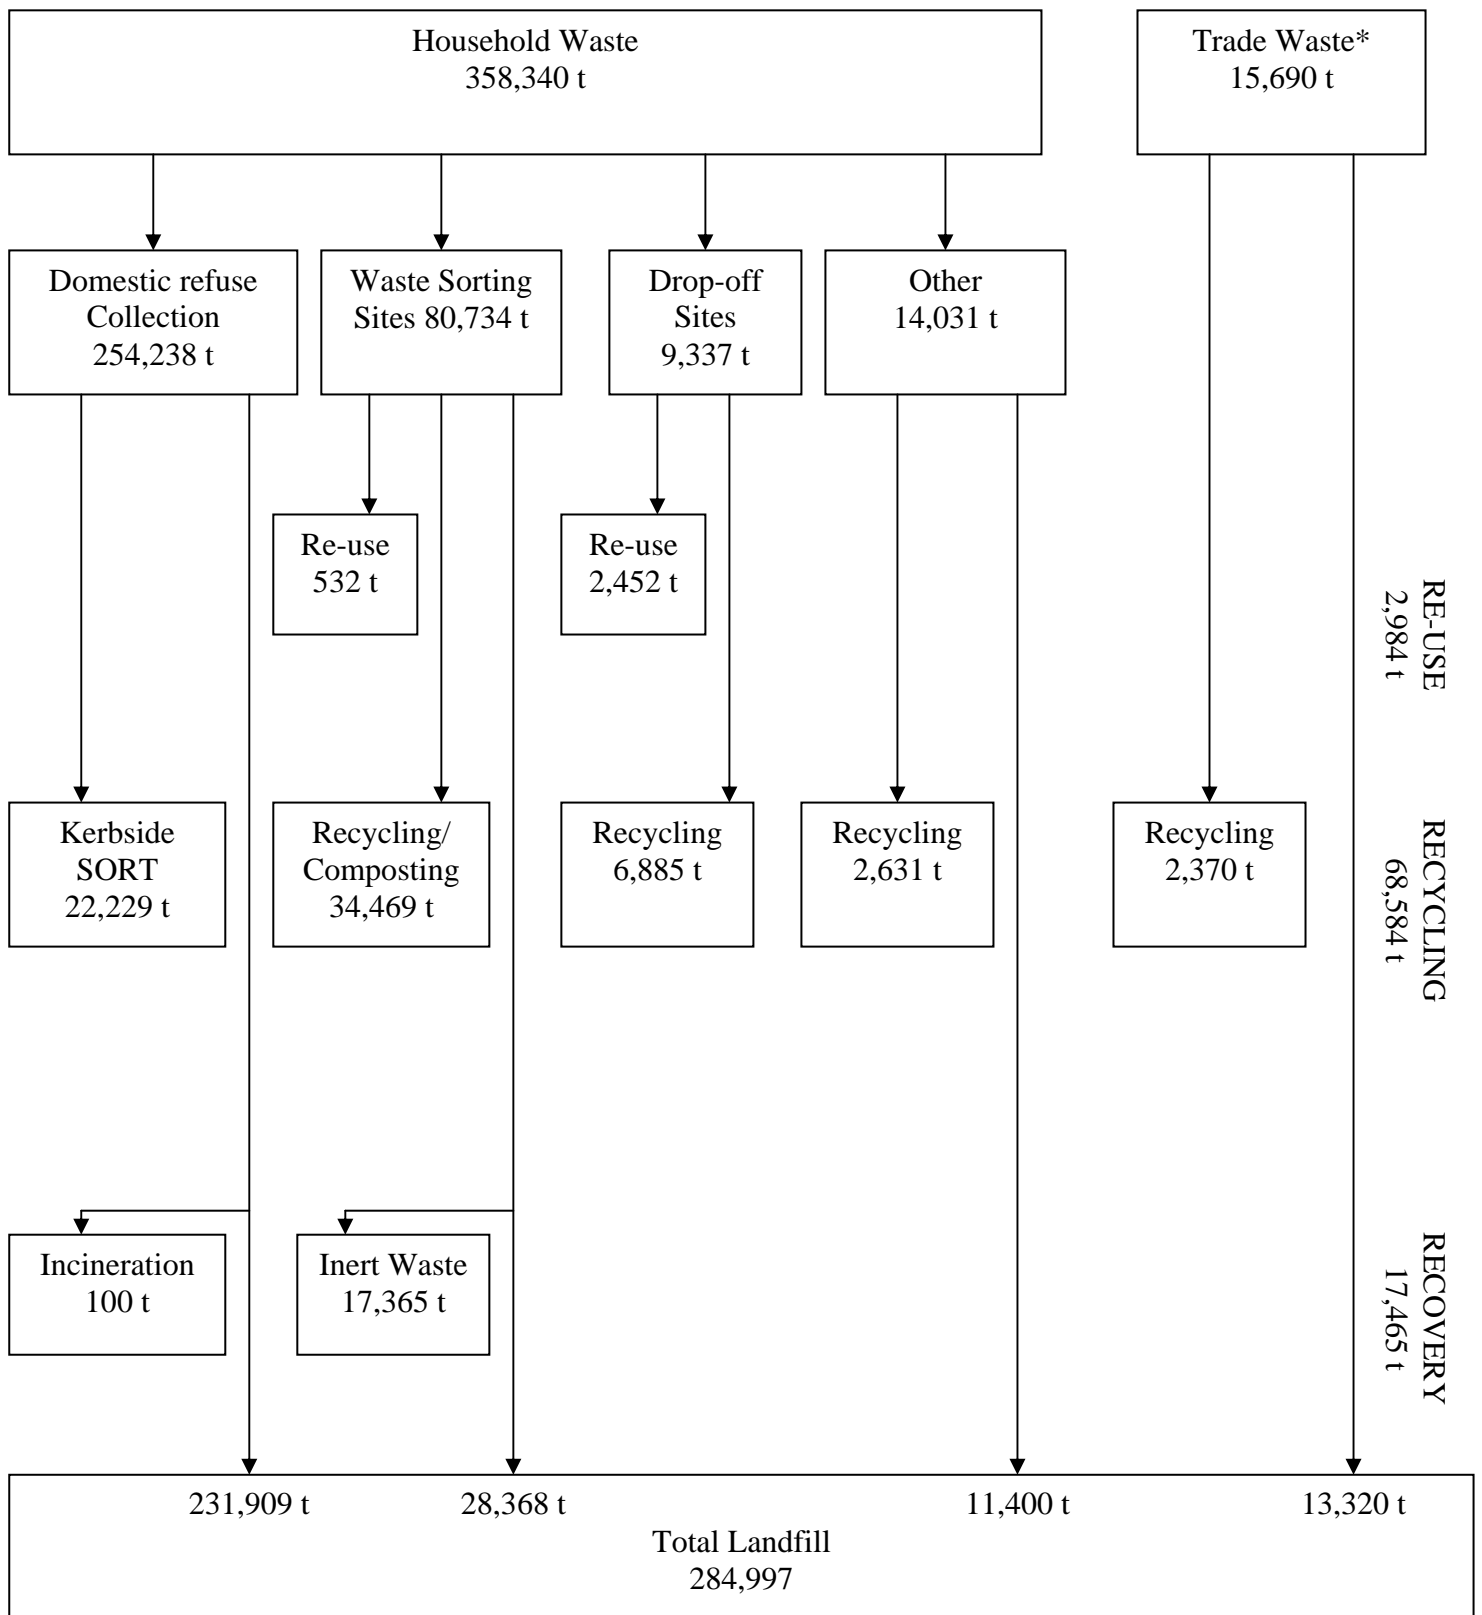 Household Waste
358,340 t
Trade Waste*
15,690 t
Domestic refuse
Collection
254,238 t
Waste Sorting
Sites 80,734 t
Drop-off
Sites
9,337 t
Other
14,031 t
Re-use
532 t
Re-use
2,452 t
RE-USE
2,984 t
Kerbside
SORT
22,229 t
Recycling/
Composting
34,469 t
Recycling
6,885 t
Recycling
2,631 t
Recycling
2,370 t
RECYCLING
68,584 t
Incineration
100 t
Inert Waste
17,365 t
RECOVERY
17,465 t
231,909 t
28,368 t
11,400 t
13,320 t
Total Landfill
284,997